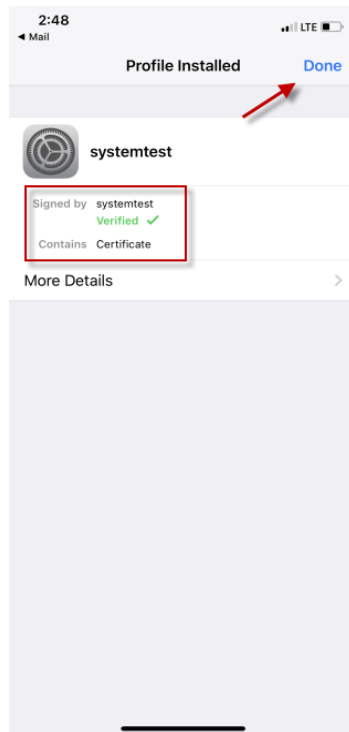 2:48
LTE
◀ Mail
Profile Installed
Done
systemtest
Signed by systemtest
Verified ✓
Contains Certificate
More Details